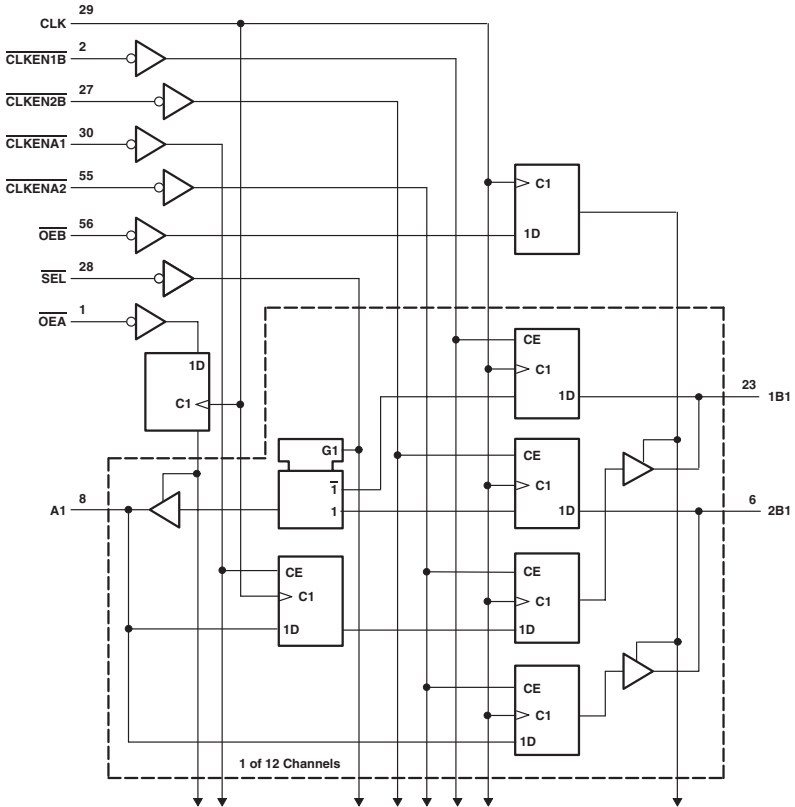 CLK 29
CLKEN1B 2
CLKEN2B 27
CLKENA1 30
CLKENA2 55
OEB 56
SEL 28
OEA 1
C1
1D
1D
C1
CE
C1
1D
23 1B1
G1
1
1
CE
C1
1D
6 2B1
A1 8
CE
C1
1D
CE
C1
1D
CE
C1
1D
1 of 12 Channels